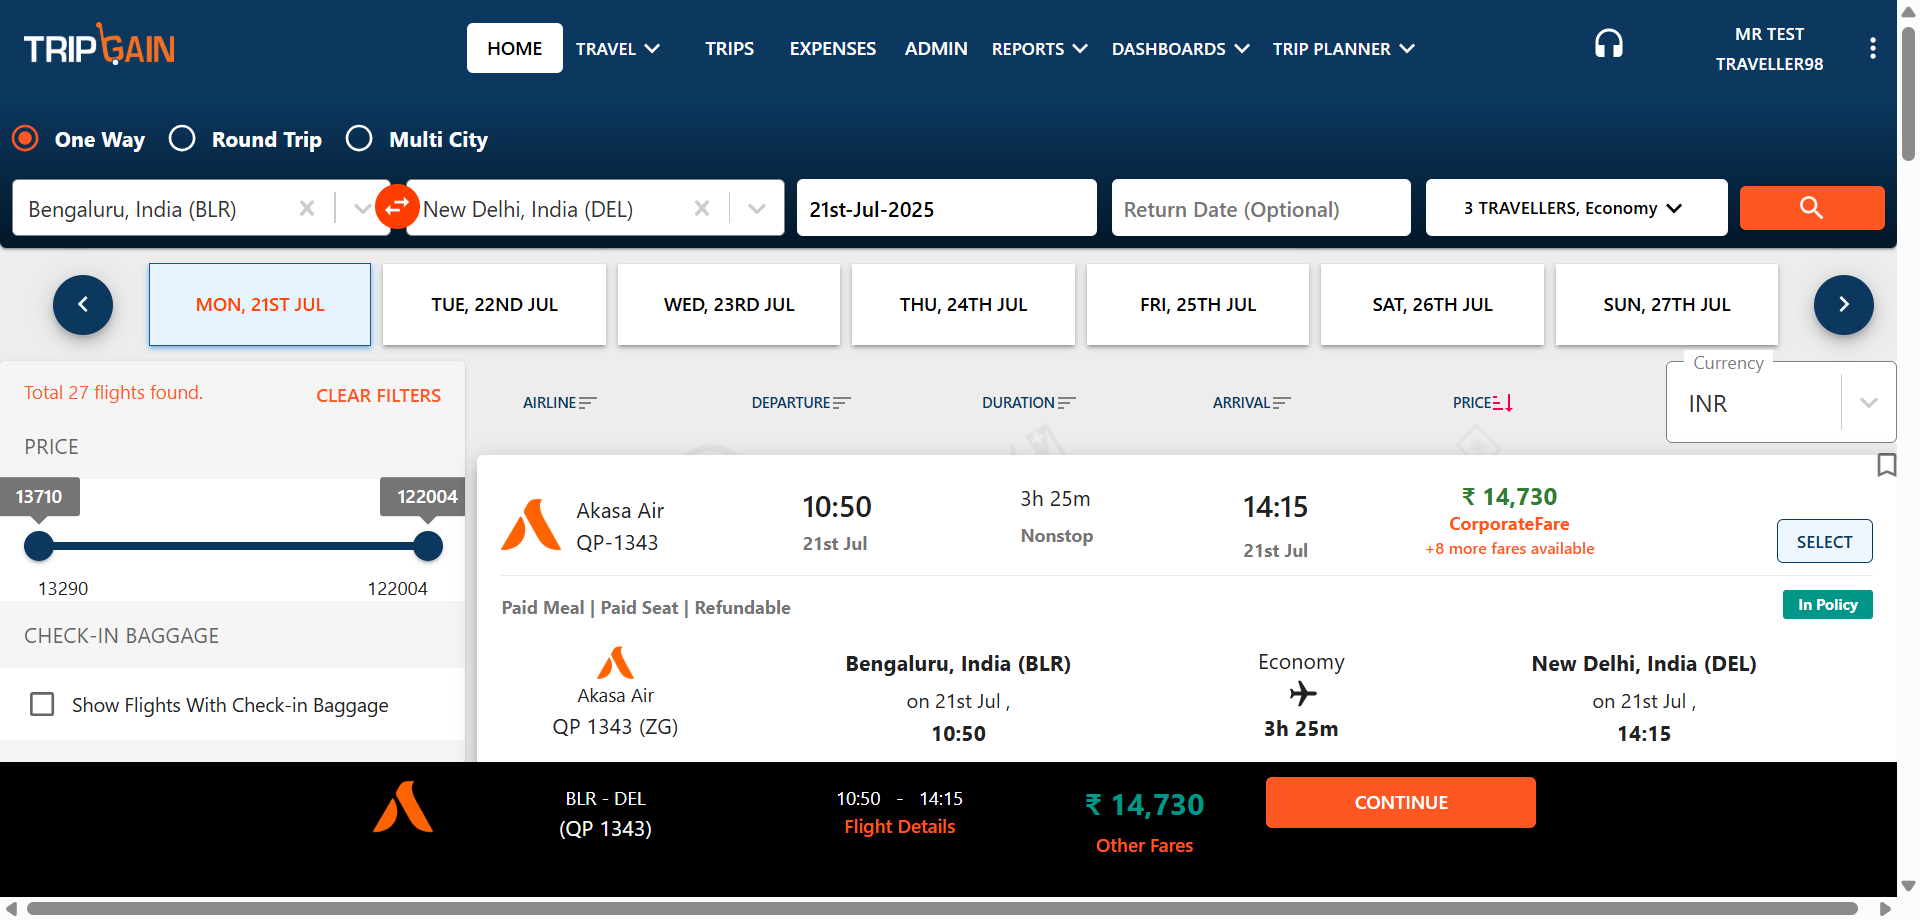 TRIPGAIN
HOME TRAVEL TRIPS EXPENSES ADMIN REPORTS DASHBOARDS TRIP PLANNER
MR TEST
TRAVELLER98
One Way Round Trip Multi City
Bengaluru, India (BLR) New Delhi, India (DEL) 21st-Jul-2025 Return Date (Optional) 3 TRAVELLERS, Economy
MON, 21ST JUL TUE, 22ND JUL WED, 23RD JUL THU, 24TH JUL FRI, 25TH JUL SAT, 26TH JUL SUN, 27TH JUL
Total 27 flights found. CLEAR FILTERS
PRICE
13710 122004
13290 122004
CHECK-IN BAGGAGE
Show Flights With Check-in Baggage
AIRLINE DEPARTURE DURATION ARRIVAL PRICE
Currency
INR
Akasa Air
QP-1343
10:50
21st Jul
3h 25m
Nonstop
14:15
21st Jul
₹ 14,730
CorporateFare
+8 more fares available
SELECT
Paid Meal | Paid Seat | Refundable
In Policy
Akasa Air
QP 1343 (ZG)
Bengaluru, India (BLR)
on 21st Jul ,
10:50
Economy
3h 25m
New Delhi, India (DEL)
on 21st Jul ,
14:15
BLR - DEL
(QP 1343)
10:50 - 14:15
Flight Details
₹ 14,730
Other Fares
CONTINUE